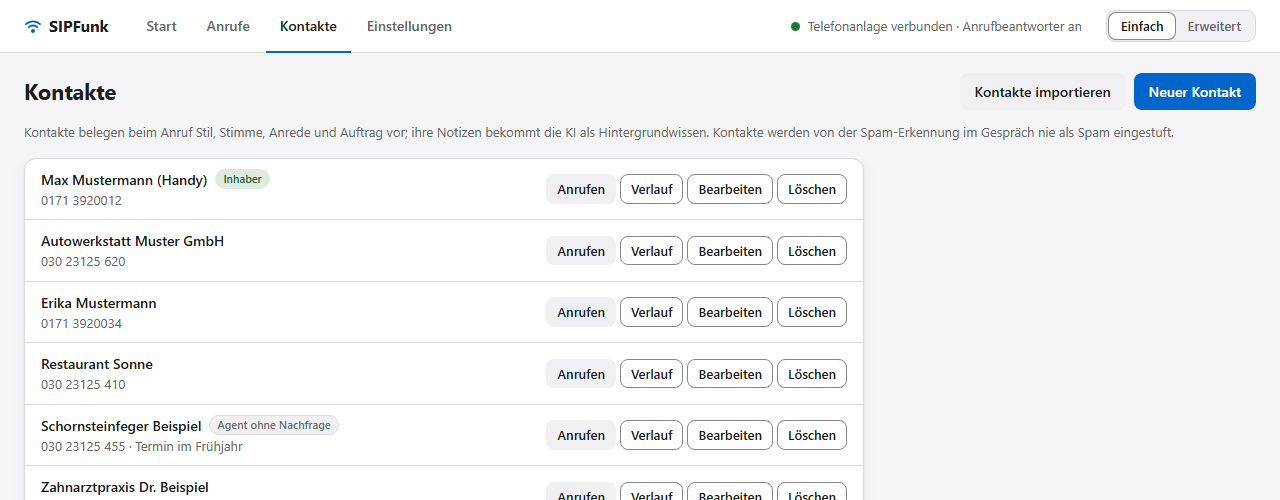 SIPFunk Start Anrufe Kontakte Einstellungen Telefonanlage verbunden · Anrufbeantworter an Einfach Erweitert
Kontakte Kontakte importieren Neuer Kontakt
Kontakte belegen beim Anruf Stil, Stimme, Anrede und Auftrag vor; ihre Notizen bekommt die KI als Hintergrundwissen. Kontakte werden von der Spam-Erkennung im Gespräch nie als Spam eingestuft.
Max Mustermann (Handy) Inhaber
0171 3920012
Anrufen Verlauf Bearbeiten Löschen
Autowerkstatt Muster GmbH
030 23125 620
Anrufen Verlauf Bearbeiten Löschen
Erika Mustermann
0171 3920034
Anrufen Verlauf Bearbeiten Löschen
Restaurant Sonne
030 23125 410
Anrufen Verlauf Bearbeiten Löschen
Schornsteinfeger Beispiel Agent ohne Nachfrage
030 23125 455 · Termin im Frühjahr
Anrufen Verlauf Bearbeiten Löschen
Zahnarztpraxis Dr. Beispiel
Anrufen Verlauf Bearbeiten Löschen